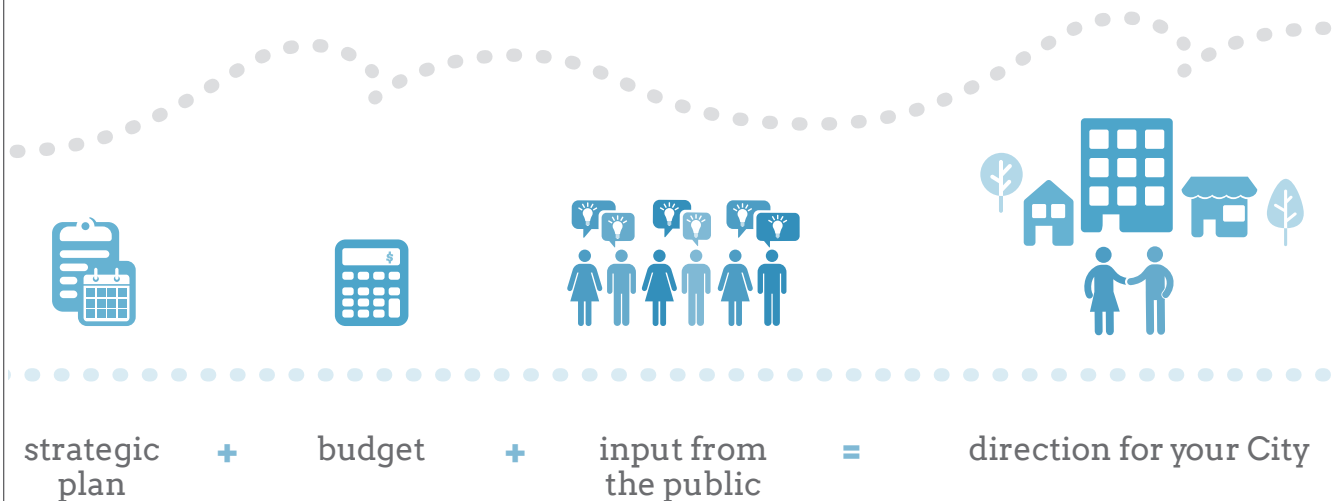 $
strategic plan + budget + input from the public = direction for your City